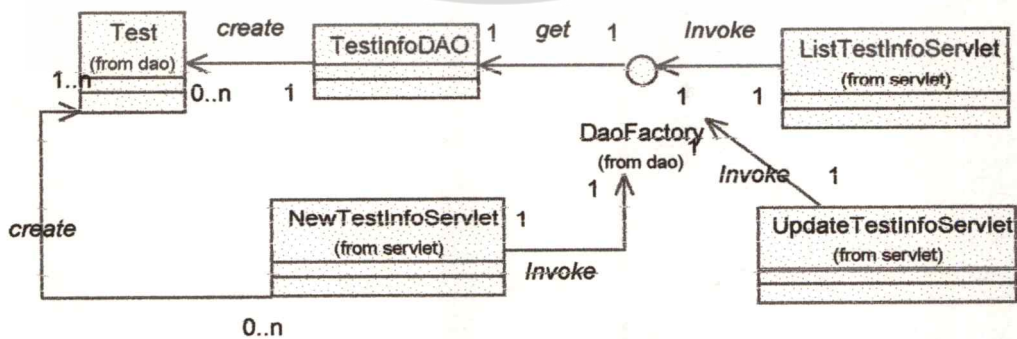 Test
(from dao)
1..n
create
0..n
1
TestInfoDAO
1
get
1
Invoke
ListTestInfoServlet
(from servlet)
1
1
DaoFactory
(from dao)
1
1
Invoke
1
UpdateTestInfoServlet
(from servlet)
NewTestInfoServlet
(from servlet)
1
Invoke
create
0..n